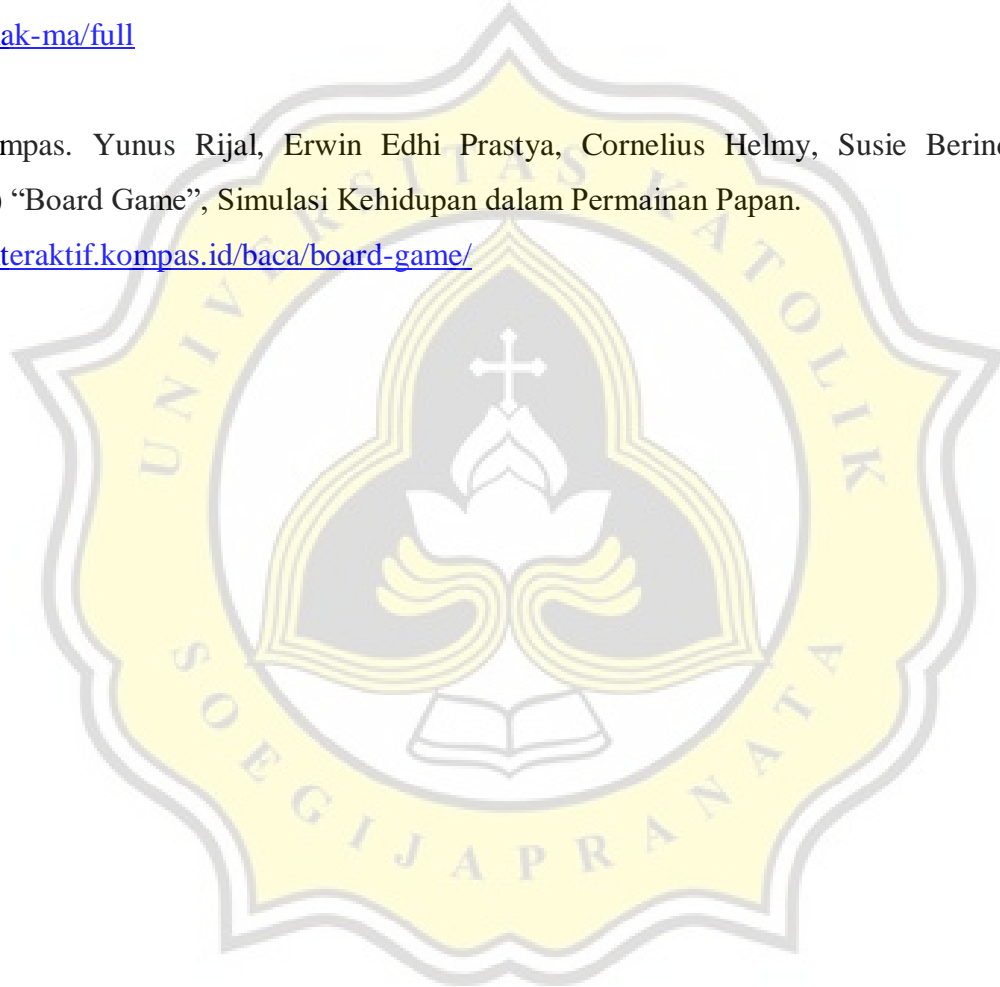 ak-ma/full
mpas. Yunus Rijal, Erwin Edhi Prastya, Cornelius Helmy, Susie Berind
) “Board Game”, Simulasi Kehidupan dalam Permainan Papan.
teraktif.kompas.id/baca/board-game/
UNIVERSITAS KATOLIK
SOEGIJAPRANATA